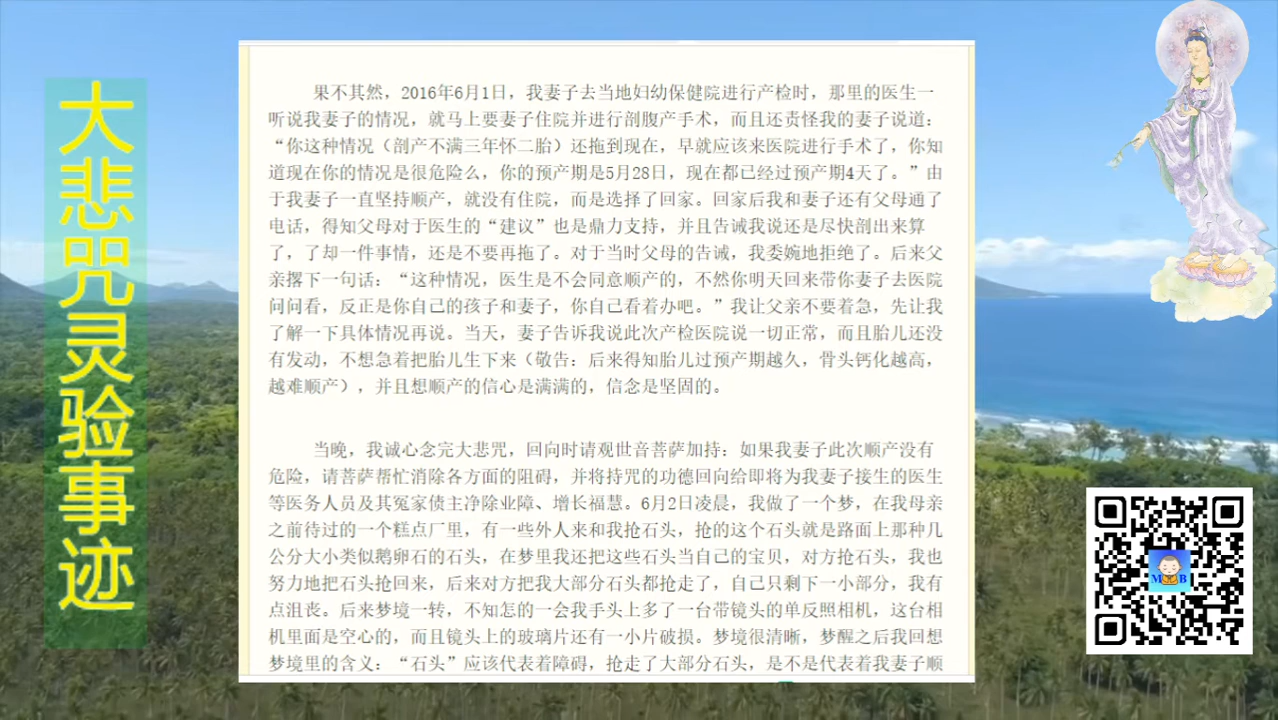 大悲咒灵验事迹
果不其然，2016年6月1日，我妻子去当地妇幼保健院进行产检时，那里的医生一
听说我妻子的情况，就马上要妻子住院并进行剖腹产手术，而且还责怪我的妻子说道：
“你这种情况（剖产不满三年怀二胎）还拖到现在，早就应该来医院进行手术了，你知
道现在你的情况是很危险么，你的预产期是5月28日，现在都已经过预产期4天了。”由
于我妻子一直坚持顺产，就没有住院，而是选择了回家。回家后我和妻子还有父母通了
电话，得知父母对于医生的“建议”也是鼎力支持，并且告诫我说还是尽快剖出来算
了，了却一件事情，还是不要再拖了。对于当时父母的告诫，我委婉地拒绝了。后来父
亲撂下一句话：“这种情况，医生是不会同意顺产的，不然你明天回来带你妻子去医院
问问看，反正是你自己的孩子和妻子，你自己看着办吧。”我让父亲不要着急，先让我
了解一下具体情况再说。当天，妻子告诉我说此次产检医院说一切正常，而且胎儿还没
有发动，不想急着把胎儿生下来（敬告：后来得知胎儿过预产期越久，骨头钙化越高，
越难顺产），并且想顺产的信心是满满的，信念是坚固的。
当晚，我诚心念完大悲咒，回向时请观世音菩萨加持：如果我妻子此次顺产没有
危险，请菩萨帮忙消除各方面的阻碍，并将持咒的功德回向给即将为我妻子接生的医生
等医务人员及其冤家债主净除业障、增长福慧。6月2日凌晨，我做了一个梦，在我母亲
之前待过的一个糕点厂里，有一些外人来和我抢石头，抢的这个石头就是路面上那种几
公分大小类似鹅卵石的石头，在梦里我还把这些石头当自己的宝贝，对方抢石头，我也
努力地把石头抢回来，后来对方把我大部分石头都抢走了，自己只剩下一小部分，我有
点沮丧。后来梦境一转，不知怎的一会我手头上多了一台带镜头的单反照相机，这台相
机里面是空心的，而且镜头上的玻璃片还有一小片破损。梦境很清晰，梦醒之后我回想
梦境里的含义：“石头”应该代表着障碍，抢走了大部分石头，是不是代表着我妻子顺
M B